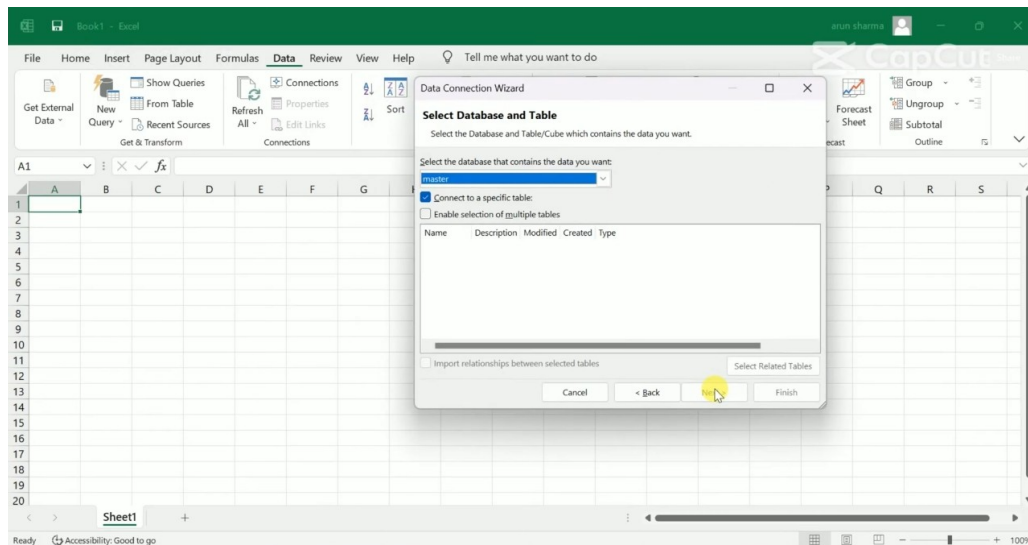 Book1 - Excel
arun sharma
File Home Insert Page Layout Formulas Data Review View Help Tell me what you want to do
CapCut
Get External Data
New Query
Show Queries
From Table
Recent Sources
Get & Transform
Refresh All
Connections
Properties
Edit Links
Connections
Sort
Forecast Sheet
Group
Ungroup
Subtotal
Outline
ecast
A1
fx
A B C D E F G Q R S
1
2
3
4
5
6
7
8
9
10
11
12
13
14
15
16
17
18
19
20
Data Connection Wizard
Select Database and Table
Select the Database and Table/Cube which contains the data you want.
Select the database that contains the data you want:
master
Connect to a specific table:
Enable selection of multiple tables
Name Description Modified Created Type
Import relationships between selected tables
Select Related Tables
Cancel < Back Finish
Sheet1
Ready Accessibility: Good to go
100%